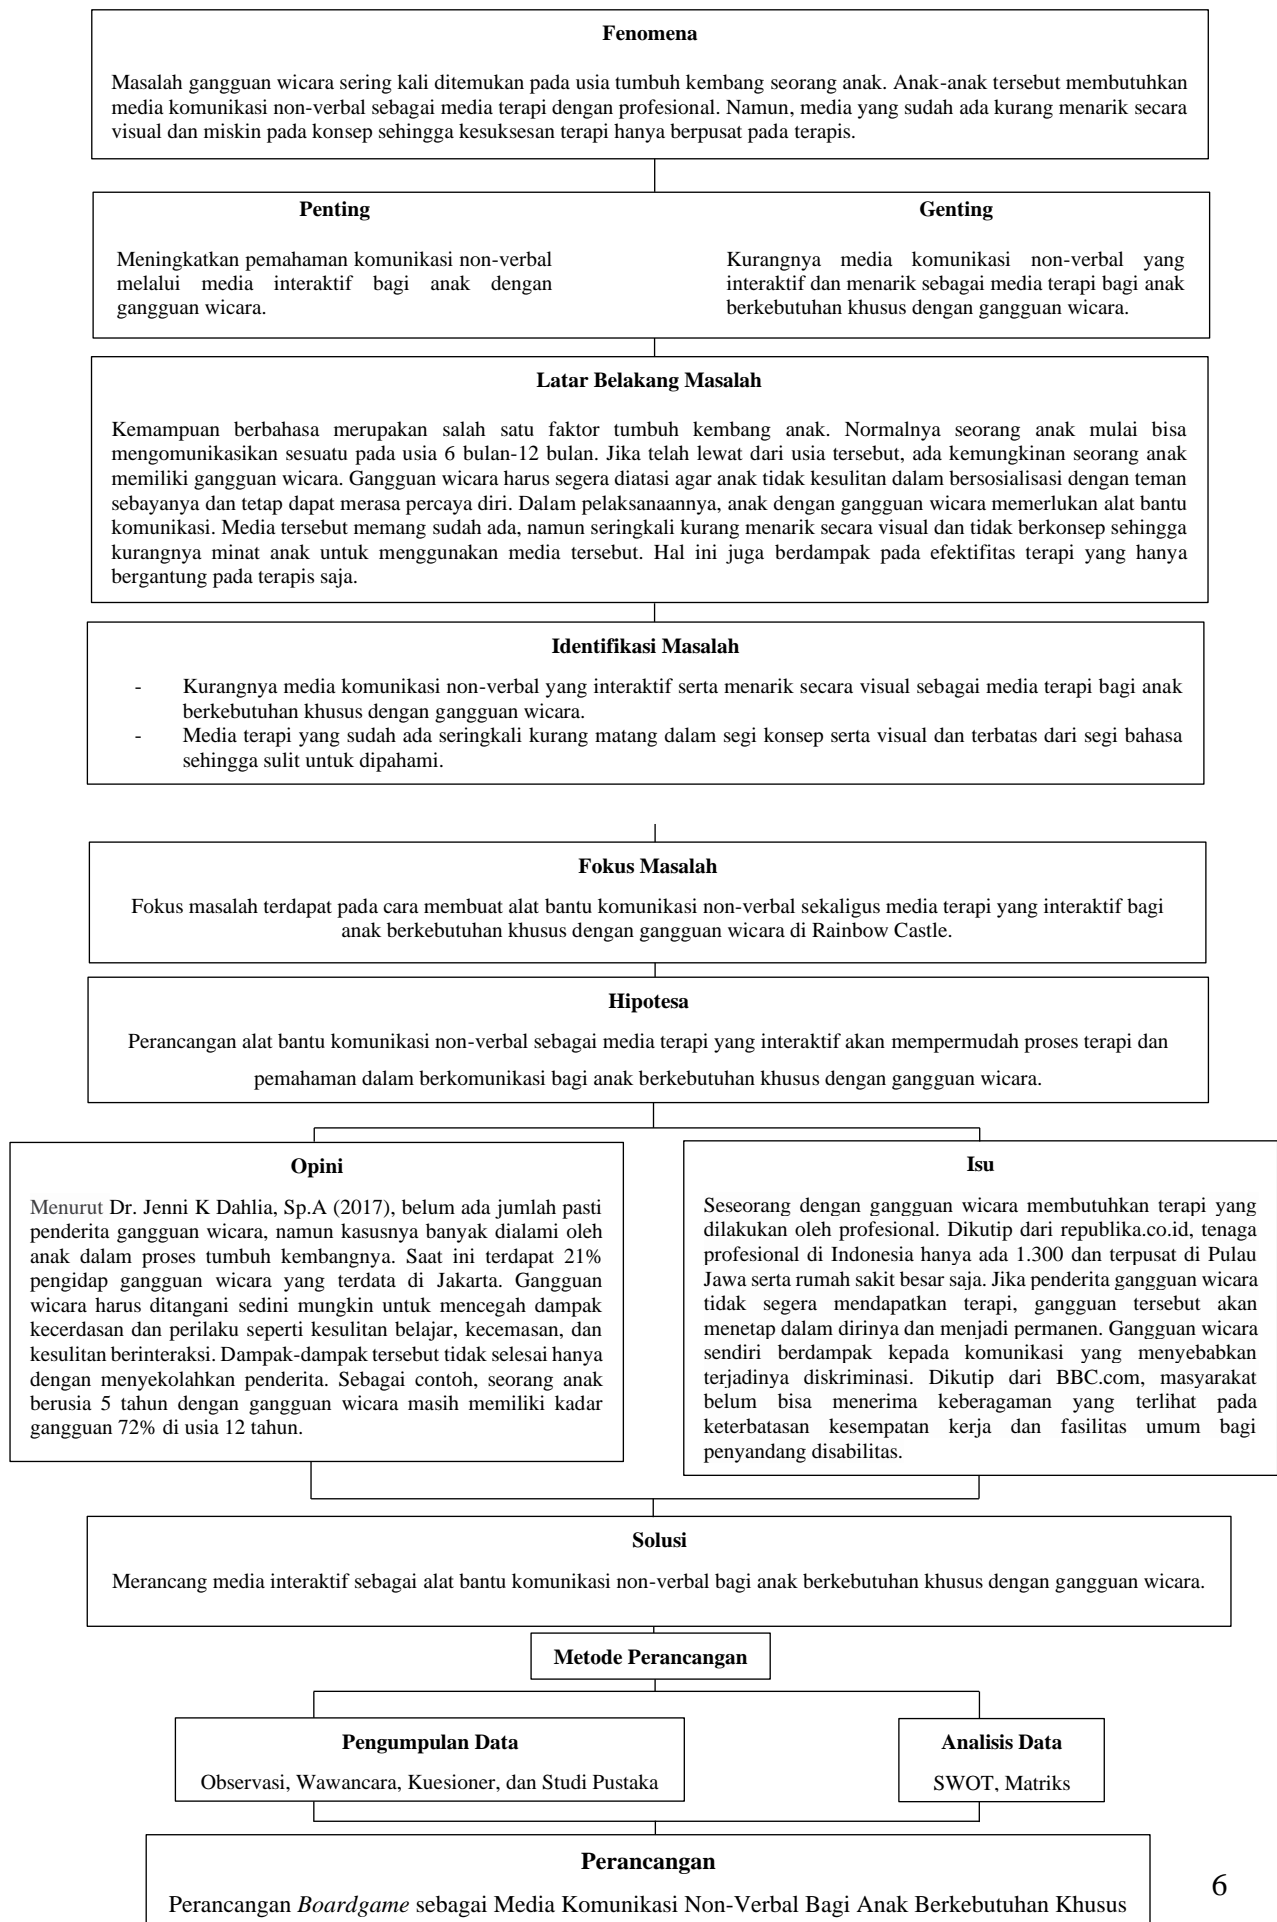 Fenomena
Masalah gangguan wicara sering kali ditemukan pada usia tumbuh kembang seorang anak. Anak-anak tersebut membutuhkan
media komunikasi non-verbal sebagai media terapi dengan profesional. Namun, media yang sudah ada kurang menarik secara
visual dan miskin pada konsep sehingga kesuksesan terapi hanya berpusat pada terapis.
Penting
Meningkatkan pemahaman komunikasi non-verbal
melalui media interaktif bagi anak dengan
gangguan wicara.
Genting
Kurangnya media komunikasi non-verbal yang
interaktif dan menarik sebagai media terapi bagi anak
berkebutuhan khusus dengan gangguan wicara.
Latar Belakang Masalah
Kemampuan berbahasa merupakan salah satu faktor tumbuh kembang anak. Normalnya seorang anak mulai bisa
mengomunikasikan sesuatu pada usia 6 bulan-12 bulan. Jika telah lewat dari usia tersebut, ada kemungkinan seorang anak
memiliki gangguan wicara. Gangguan wicara harus segera diatasi agar anak tidak kesulitan dalam bersosialisasi dengan teman
sebayanya dan tetap dapat merasa percaya diri. Dalam pelaksanaannya, anak dengan gangguan wicara memerlukan alat bantu
komunikasi. Media tersebut memang sudah ada, namun seringkali kurang menarik secara visual dan tidak berkonsep sehingga
kurangnya minat anak untuk menggunakan media tersebut. Hal ini juga berdampak pada efektifitas terapi yang hanya
bergantung pada terapis saja.
Identifikasi Masalah
- Kurangnya media komunikasi non-verbal yang interaktif serta menarik secara visual sebagai media terapi bagi anak
berkebutuhan khusus dengan gangguan wicara.
- Media terapi yang sudah ada seringkali kurang matang dalam segi konsep serta visual dan terbatas dari segi bahasa
sehingga sulit untuk dipahami.
Fokus Masalah
Fokus masalah terdapat pada cara membuat alat bantu komunikasi non-verbal sekaligus media terapi yang interaktif bagi
anak berkebutuhan khusus dengan gangguan wicara di Rainbow Castle.
Hipotesa
Perancangan alat bantu komunikasi non-verbal sebagai media terapi yang interaktif akan mempermudah proses terapi dan
pemahaman dalam berkomunikasi bagi anak berkebutuhan khusus dengan gangguan wicara.
Opini
Menurut Dr. Jenni K Dahlia, Sp.A (2017), belum ada jumlah pasti
penderita gangguan wicara, namun kasusnya banyak dialami oleh
anak dalam proses tumbuh kembangnya. Saat ini terdapat 21%
pengidap gangguan wicara yang terdata di Jakarta. Gangguan
wicara harus ditangani sedini mungkin untuk mencegah dampak
kecerdasan dan perilaku seperti kesulitan belajar, kecemasan, dan
kesulitan berinteraksi. Dampak-dampak tersebut tidak selesai hanya
dengan menyekolahkan penderita. Sebagai contoh, seorang anak
berusia 5 tahun dengan gangguan wicara masih memiliki kadar
gangguan 72% di usia 12 tahun.
Isu
Seseorang dengan gangguan wicara membutuhkan terapi yang
dilakukan oleh profesional. Dikutip dari republika.co.id, tenaga
profesional di Indonesia hanya ada 1.300 dan terpusat di Pulau
Jawa serta rumah sakit besar saja. Jika penderita gangguan wicara
tidak segera mendapatkan terapi, gangguan tersebut akan
menetap dalam dirinya dan menjadi permanen. Gangguan wicara
sendiri berdampak kepada komunikasi yang menyebabkan
terjadinya diskriminasi. Dikutip dari BBC.com, masyarakat
belum bisa menerima keberagaman yang terlihat pada
keterbatasan kesempatan kerja dan fasilitas umum bagi
penyandang disabilitas.
Solusi
Merancang media interaktif sebagai alat bantu komunikasi non-verbal bagi anak berkebutuhan khusus dengan gangguan wicara.
Metode Perancangan
Pengumpulan Data
Observasi, Wawancara, Kuesioner, dan Studi Pustaka
Analisis Data
SWOT, Matriks
Perancangan
Perancangan Boardgame sebagai Media Komunikasi Non-Verbal Bagi Anak Berkebutuhan Khusus
6